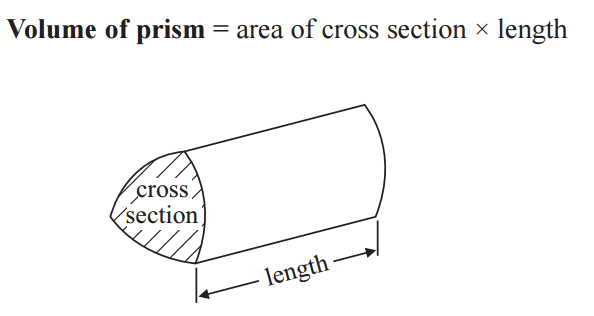 Volume of prism = area of cross section × length
cross
section
length